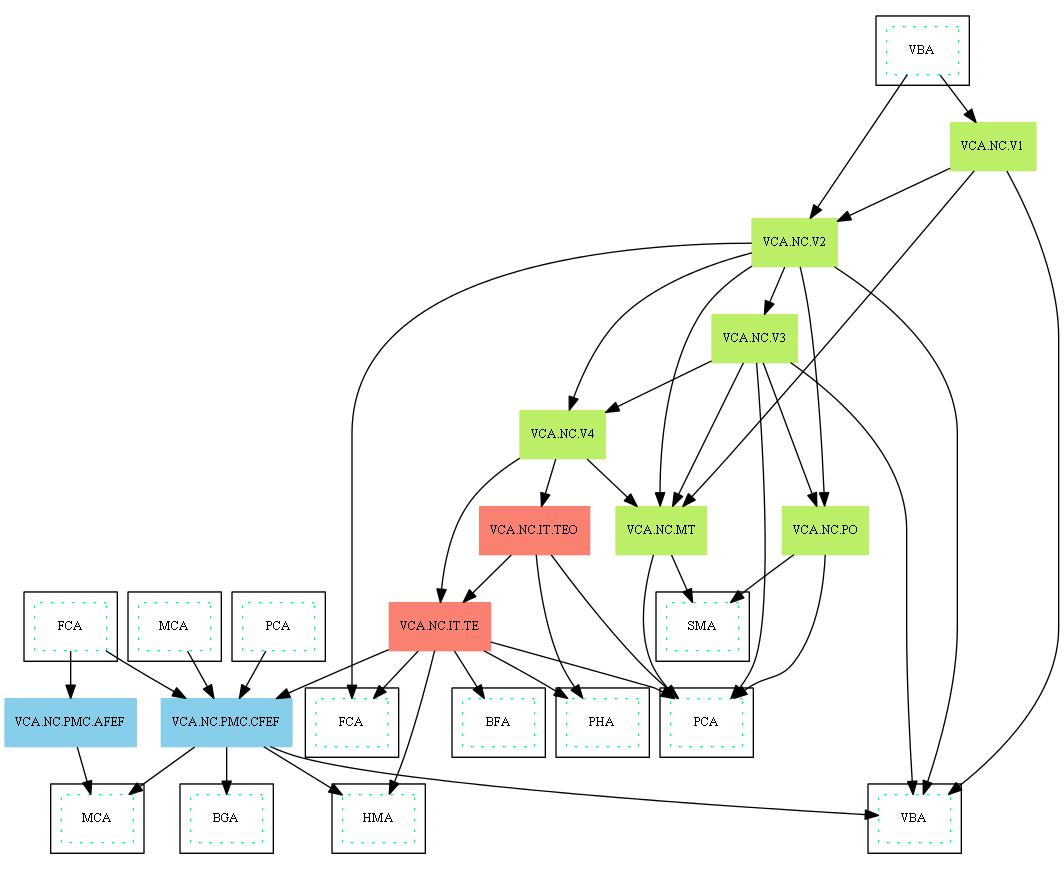 VBA
VCA.NC.V1
VCA.NC.V2
VCA.NC.V3
VCA.NC.V4
VCA.NC.IT.TEO
VCA.NC.MT
VCA.NC.PO
FCA
MCA
PCA
VCA.NC.IT.TE
SMA
VCA.NC.PMC.AFEF
VCA.NC.PMC.CFEF
FCA
BFA
PHA
PCA
MCA
BGA
HMA
VBA